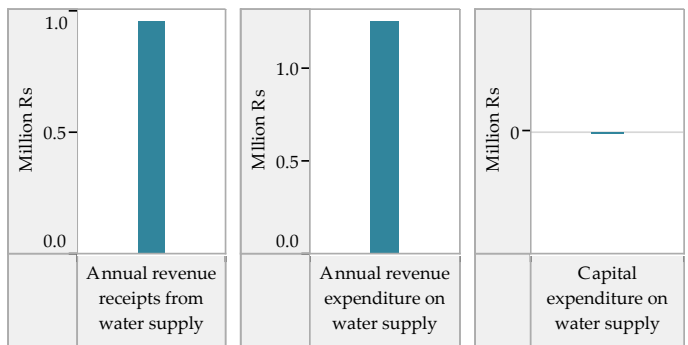 Million Rs
1.0
0.5
0.0
Annual revenue
receipts from
water supply
Mllion Rs
1.0
0.5
0.0
Annual revenue
expenditure on
water supply
Million Rs
0
Capital
expenditure on
water supply